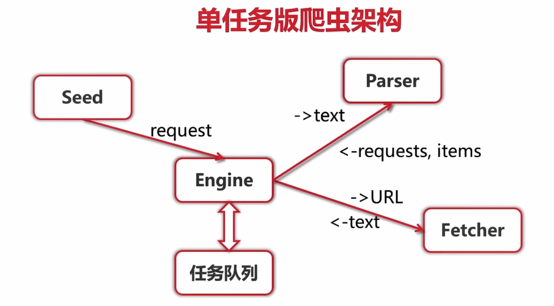 单任务版爬虫架构
Seed
Parser
request
->text
<-requests, items
Engine
->URL
<-text
Fetcher
任务队列